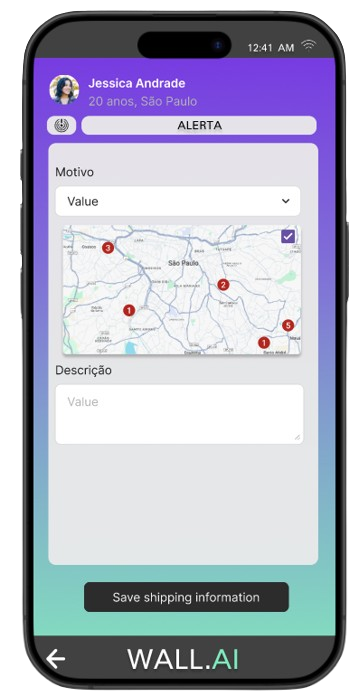 12:41 AM
Jessica Andrade
20 anos, São Paulo
ALERTA
Motivo
Value
3
São Paulo
2
1
5
1
Descrição
Value
Save shipping information
WALL.AI